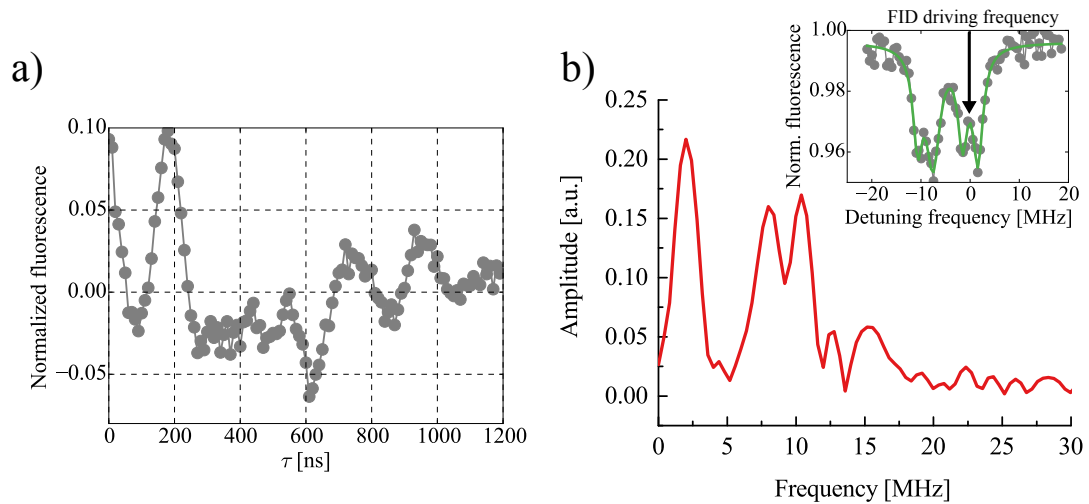 a)
Normalized fluorescence
0.10
0.05
0.00
−0.05
0 200 400 600 800 1000 1200
τ [ns]
b)
Amplitude [a.u.]
0.25
0.20
0.15
0.10
0.05
0.00
0 5 10 15 20 25 30
Frequency [MHz]
FID driving frequency
Norm. fluorescence
1.00
0.98
0.96
-20 -10 0 10 20
Detuning frequency [MHz]